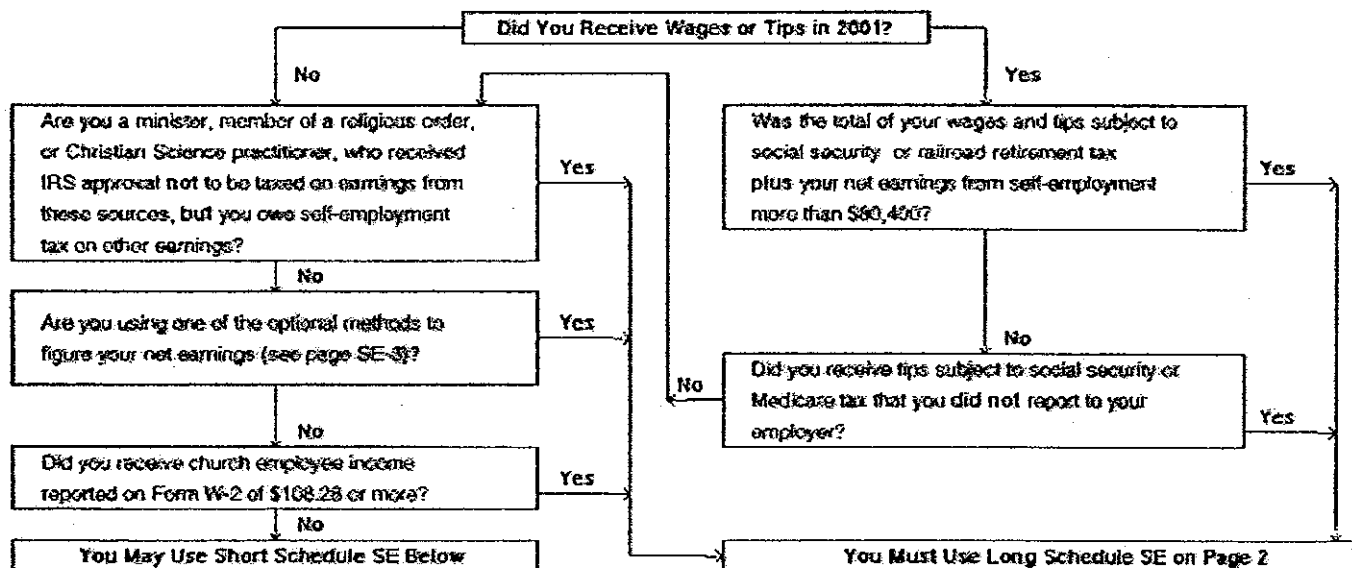 Did You Receive Wages or Tips in 2001?
No
Yes
Are you a minister, member of a religious order,
or Christian Science practitioner, who received
IRS approval not to be taxed on earnings from
these sources, but you owe self-employment
tax on other earnings?
Yes
Was the total of your wages and tips subject to
social security or railroad retirement tax
plus your net earnings from self-employment
more than $80,400?
Yes
No
Are you using one of the optional methods to
figure your net earnings (see page SE-3)?
Yes
No
No
Did you receive tips subject to social security or
Medicare tax that you did not report to your
employer?
Yes
No
Did you receive church employee income
reported on Form W-2 of $108.28 or more?
Yes
No
You May Use Short Schedule SE Below
You Must Use Long Schedule SE on Page 2